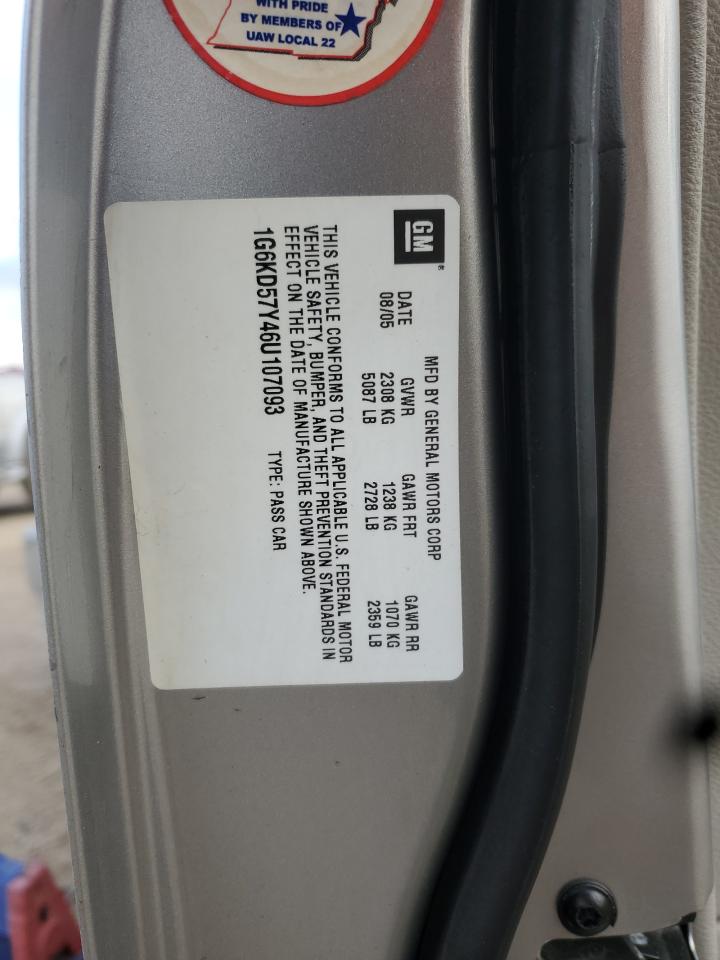 WITH PRIDE
BY MEMBERS OF
UAW LOCAL 22
GM®
MFD BY GENERAL MOTORS CORP
DATE GVWR GAWR FRT GAWR RR
08/05 2308 KG 1238 KG 1070 KG
5087 LB 2728 LB 2359 LB
THIS VEHICLE CONFORMS TO ALL APPLICABLE U.S. FEDERAL MOTOR
VEHICLE SAFETY, BUMPER, AND THEFT PREVENTION STANDARDS IN
EFFECT ON THE DATE OF MANUFACTURE SHOWN ABOVE.
1G6KD57Y46U107093 TYPE: PASS CAR